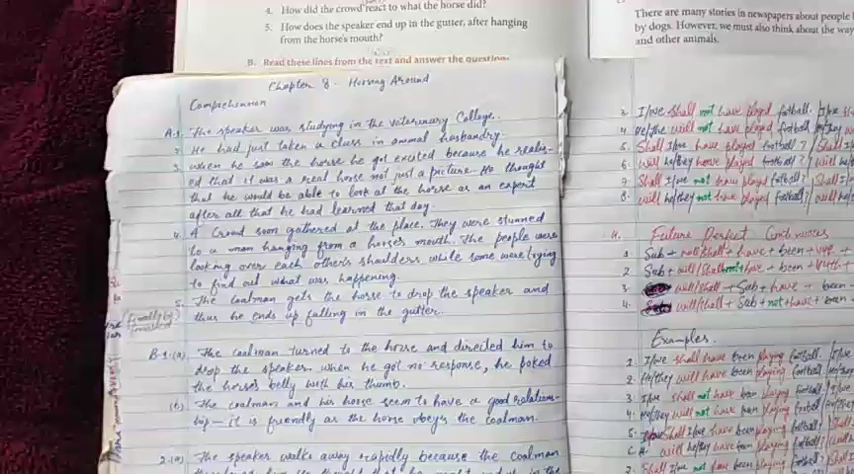 4. How did the crowd react to what the horse did?
5. How does the speaker end up in the gutter, after hanging
from the horse's mouth?
B. Read these lines from the text and answer the questions
There are many stories in newspapers about people
by dogs. However, we must also think about the way
and other animals.
Chapter 8 - Horsing Around
Comprehension
A.1. The speaker was studying in the Veterinary College.
2. He had just taken a class in animal husbandry.
3. when he saw the horse he got excited because he realis-
ed that it was a real horse not just a picture. He thought
that he would be able to look at the horse as an expert
after all that he had learned that day.
4. A Crowd soon gathered at the place. They were stunned
to a man hanging from a horse's mouth. The people were
looking over each other's shoulders, while some were trying
to find out what was happening.
5. The coalman gets the horse to drop the speaker and
thus he ends up falling in the gutter.
B-1.(a) The coalman turned to the horse and directed him to
drop the speaker when he got no response, he poked
the horse's belly with his thumb.
(b) The coalman and his horse seem to have a good relation-
ship - it is friendly as the horse obeys the coalman.
2.(a) The speaker walks away rapidly because the coalman
3. I/we shall not have played football.
4. He/the will not have played football
5. Shall I/we have played football?
6. will he/they have played football?
7. Shall I/we not have played football?
8. will he/they not have played football?
4. Future Perfect Continuous
1. Sub + will/shall + have + been +
2. Sub + will/shall + not + have + been +
3. will/shall + Sub + have + been
4. will/shall + Sub + not + have + been
Examples.
1. I/we shall have been playing football.
2. He/they will have been playing football
3. I/we shall not have been playing football
4. He/they will not have been playing football
5. Shall I/we have been playing football
6. will he/they have been playing football
7. Shall I/we not have been playing